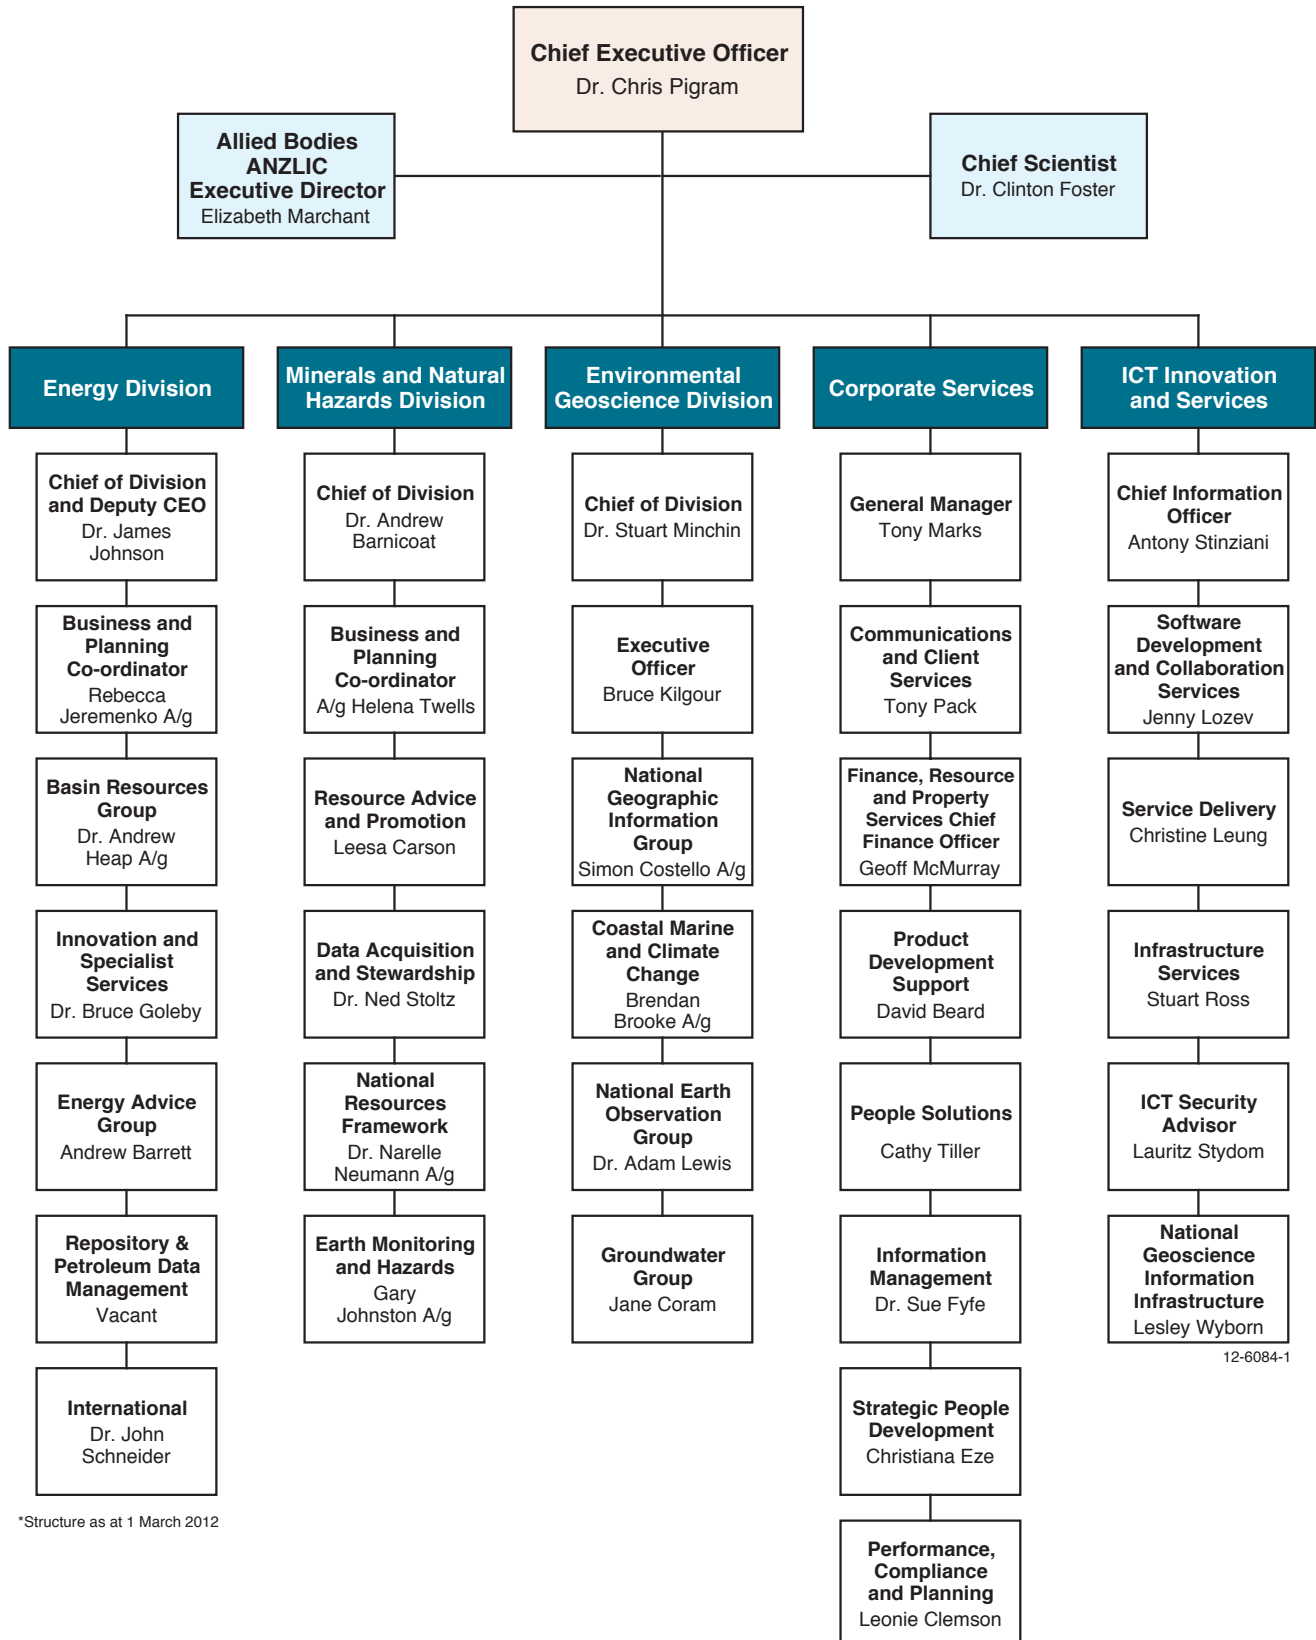 Chief Executive Officer
Dr. Chris Pigram
Allied Bodies
ANZLIC
Executive Director
Elizabeth Marchant
Chief Scientist
Dr. Clinton Foster
Energy Division
Chief of Division
and Deputy CEO
Dr. James
Johnson
Business and
Planning
Co-ordinator
Rebecca
Jeremenko A/g
Basin Resources
Group
Dr. Andrew
Heap A/g
Innovation and
Specialist
Services
Dr. Bruce Goleby
Energy Advice
Group
Andrew Barrett
Repository &
Petroleum Data
Management
Vacant
International
Dr. John
Schneider
Minerals and Natural
Hazards Division
Chief of Division
Dr. Andrew
Barnicoat
Business and
Planning
Co-ordinator
A/g Helena Twells
Resource Advice
and Promotion
Leesa Carson
Data Acquisition
and Stewardship
Dr. Ned Stoltz
National
Resources
Framework
Dr. Narelle
Neumann A/g
Earth Monitoring
and Hazards
Gary
Johnston A/g
Environmental
Geoscience Division
Chief of Division
Dr. Stuart Minchin
Executive
Officer
Bruce Kilgour
National
Geographic
Information
Group
Simon Costello A/g
Coastal Marine
and Climate
Change
Brendan
Brooke A/g
National Earth
Observation
Group
Dr. Adam Lewis
Groundwater
Group
Jane Coram
Corporate Services
General Manager
Tony Marks
Communications
and Client
Services
Tony Pack
Finance, Resource
and Property
Services Chief
Finance Officer
Geoff McMurray
Product
Development
Support
David Beard
People Solutions
Cathy Tiller
Information
Management
Dr. Sue Fyfe
Strategic People
Development
Christiana Eze
Performance,
Compliance
and Planning
Leonie Clemson
ICT Innovation
and Services
Chief Information
Officer
Antony Stinziani
Software
Development
and Collaboration
Services
Jenny Lozev
Service Delivery
Christine Leung
Infrastructure
Services
Stuart Ross
ICT Security
Advisor
Lauritz Stydom
National
Geoscience
Information
Infrastructure
Lesley Wyborn
12-6084-1
*Structure as at 1 March 2012